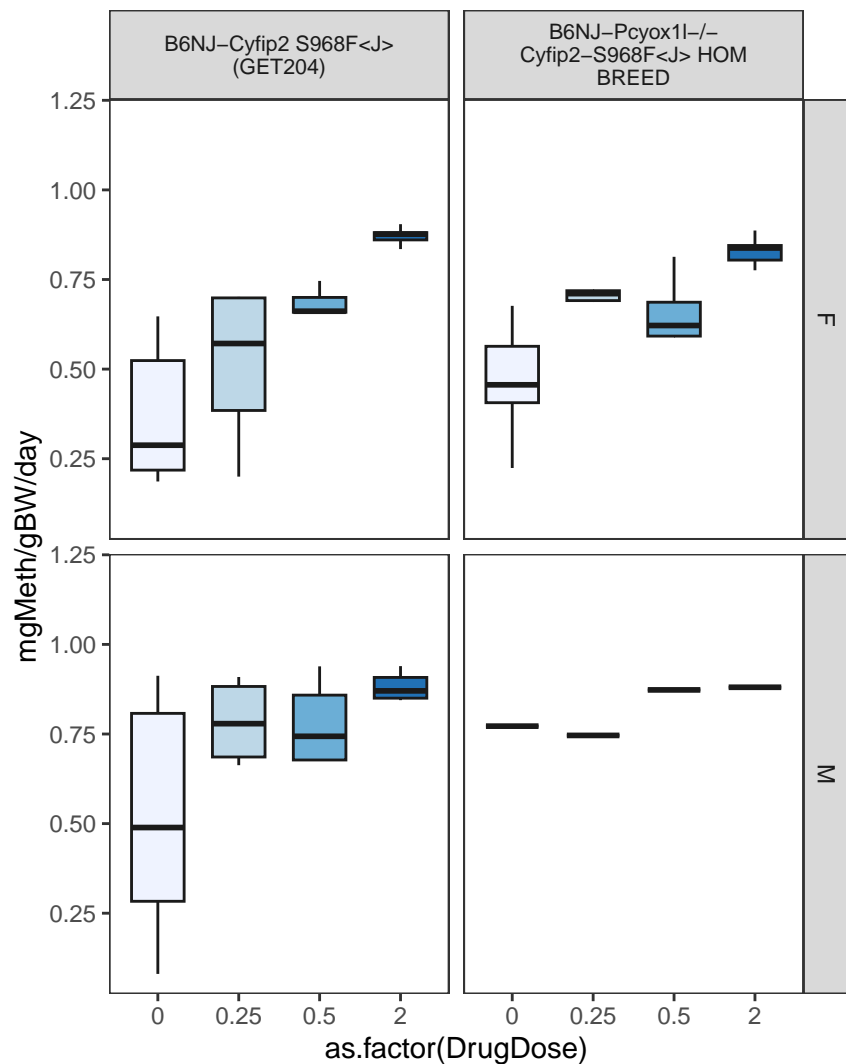 B6NJ−Cyfip2 S968F<J>
(GET204)
B6NJ−Pcyox1l−/−
Cyfip2−S968F<J> HOM
BREED
1.25
1.00
0.75
0.50
0.25
F
1.25
1.00
0.75
0.50
0.25
M
mgMeth/gBW/day
0 0.25 0.5 2
0 0.25 0.5 2
as.factor(DrugDose)